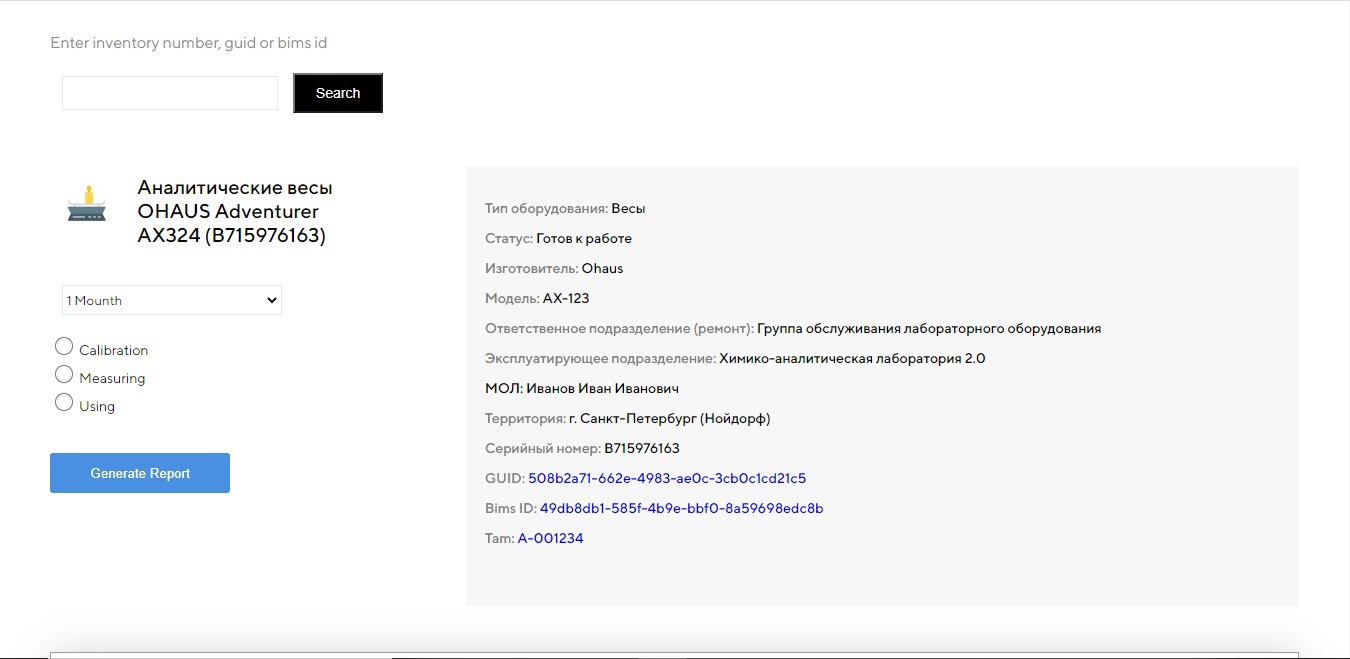 Enter inventory number, guid or bims id
Search
Аналитические весы
OHAUS Adventurer
AX324 (B715976163)
1 Mounth
Calibration
Measuring
Using
Generate Report
Тип оборудования: Весы
Статус: Готов к работе
Изготовитель: Ohaus
Модель: AX-123
Ответственное подразделение (ремонт): Группа обслуживания лабораторного оборудования
Эксплуатирующее подразделение: Химико-аналитическая лаборатория 2.0
МОЛ: Иванов Иван Иванович
Территория: г. Санкт-Петербург (Нойдорф)
Серийный номер: B715976163
GUID: 508b2a71-662e-4983-ae0c-3cb0c1cd21c5
Bims ID: 49db8db1-585f-4b9e-bbf0-8a59698edc8b
Tam: A-001234